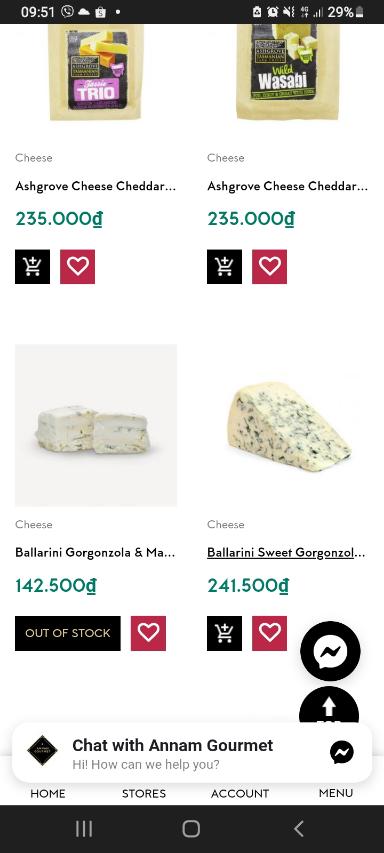 09:51
4G
29%
ASHGROVE
TASMANIAN
Tassie
TRIO
ASHGROVE
TASMANIAN
Wild
Wasabi
Cheese
Cheese
Ashgrove Cheese Cheddar...
Ashgrove Cheese Cheddar...
235.000₫
235.000₫
Cheese
Cheese
Ballarini Gorgonzola & Ma...
Ballarini Sweet Gorgonzol...
142.500₫
241.500₫
OUT OF STOCK
Chat with Annam Gourmet
Hi! How can we help you?
HOME
STORES
ACCOUNT
MENU